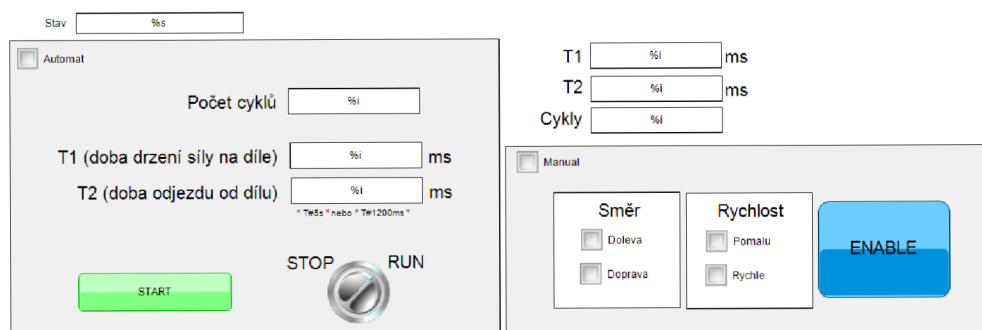 Stav %s
Automat
Počet cyklů %i
T1 (doba drzení síly na díle) %i ms
T2 (doba odjezdu od dílu) %i ms
" T#5s " nebo " T#1200ms "
STOP RUN
START
T1 %i ms
T2 %i ms
Cykly %i
Manual
Směr
Doleva
Doprava
Rychlost
Pomalu
Rychle
ENABLE